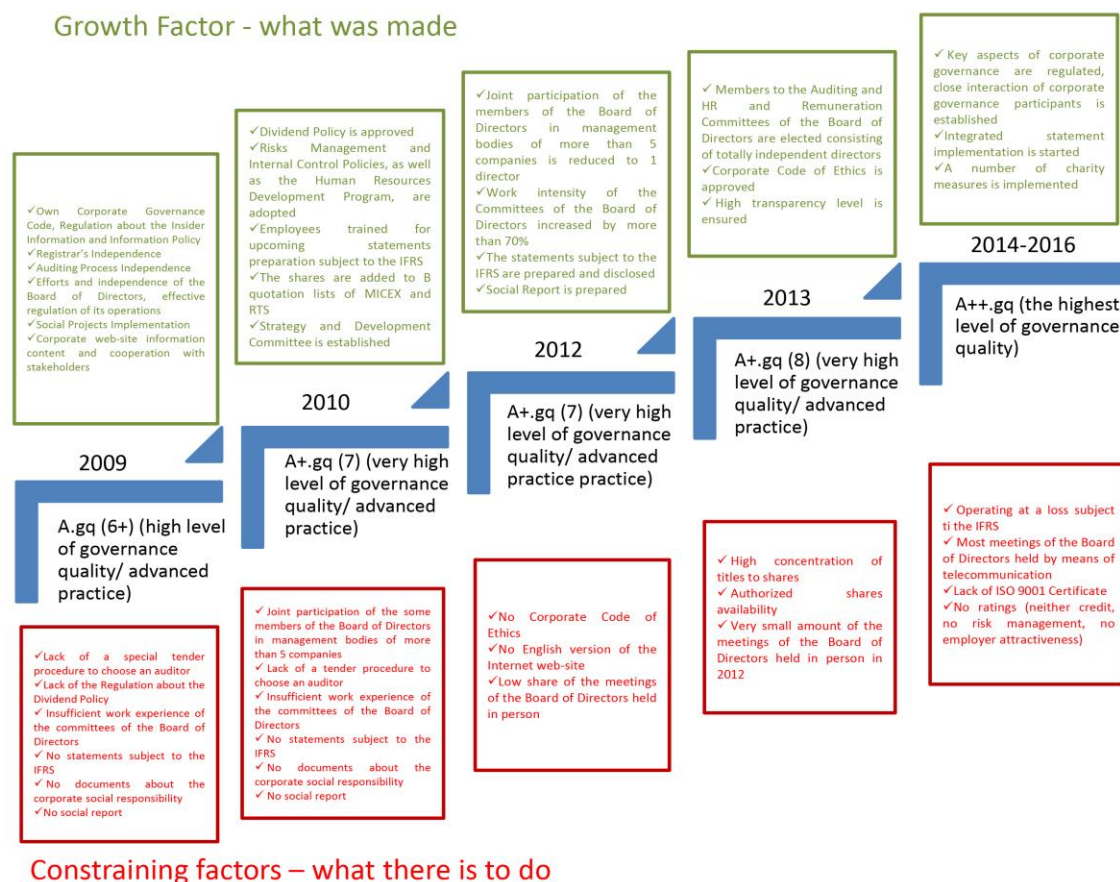 Growth Factor - what was made
✓Own Corporate Governance
Code, Regulation about the Insider
Information and Information Policy
✓Registrar's Independence
✓Auditing Process Independence
✓Efforts and independence of the
Board of Directors, effective
regulation of its operations
✓Social Projects Implementation
✓Corporate web-site information
content and cooperation with
stakeholders
2009
A.gq (6+) (high level
of governance
quality/ advanced
practice)
✓Lack of a special tender
procedure to choose an auditor
✓Lack of the Regulation about the
Dividend Policy
✓ Insufficient work experience of
the committees of the Board of
Directors
✓ No statements subject to the
IFRS
✓ No documents about the
corporate social responsibility
✓No social report
✓Dividend Policy is approved
✓Risks Management and
Internal Control Policies, as well
as the Human Resources
Development Program, are
adopted
✓Employees trained for
upcoming statements
preparation subject to the IFRS
✓The shares are added to B
quotation lists of MICEX and
RTS
✓Strategy and Development
Committee is established
2010
A+.gq (7) (very high
level of governance
quality/ advanced
practice)
✓ Joint participation of the some
members of the Board of Directors
in management bodies of more
than 5 companies
✓ Lack of a tender procedure to
choose an auditor
✓ Insufficient work experience of
the committees of the Board of
Directors
✓ No statements subject to the
IFRS
✓ No documents about the
corporate social responsibility
✓ No social report
✓Joint participation of the
members of the Board of
Directors in management
bodies of more than 5
companies is reduced to 1
director
✓Work intensity of the
Committees of the Board of
Directors increased by more
than 70%
✓The statements subject to the
IFRS are prepared and disclosed
✓Social Report is prepared
2012
A+.gq (7) (very high
level of governance
quality/ advanced
practice practice)
✓No Corporate Code of
Ethics
✓No English version of the
Internet web-site
✓Low share of the meetings
of the Board of Directors held
in person
✓ Members to the Auditing and
HR and Remuneration
Committees of the Board of
Directors are elected consisting
of totally independent directors
✓Corporate Code of Ethics is
approved
✓ High transparency level is
ensured
2013
A+.gq (8) (very high
level of governance
quality/ advanced
practice)
✓ High concentration of
titles to shares
✓ Authorized shares
availability
✓ Very small amount of the
meetings of the Board of
Directors held in person in
2012
✓ Key aspects of corporate
governance are regulated,
close interaction of corporate
governance participants is
established
✓Integrated statement
implementation is started
✓A number of charity
measures is implemented
2014-2016
A++.gq (the highest
level of governance
quality)
✓ Operating at a loss subject
ti the IFRS
✓ Most meetings of the Board
of Directors held by means of
telecommunication
✓Lack of ISO 9001 Certificate
✓No ratings (neither credit,
no risk management, no
employer attractiveness)
Constraining factors – what there is to do